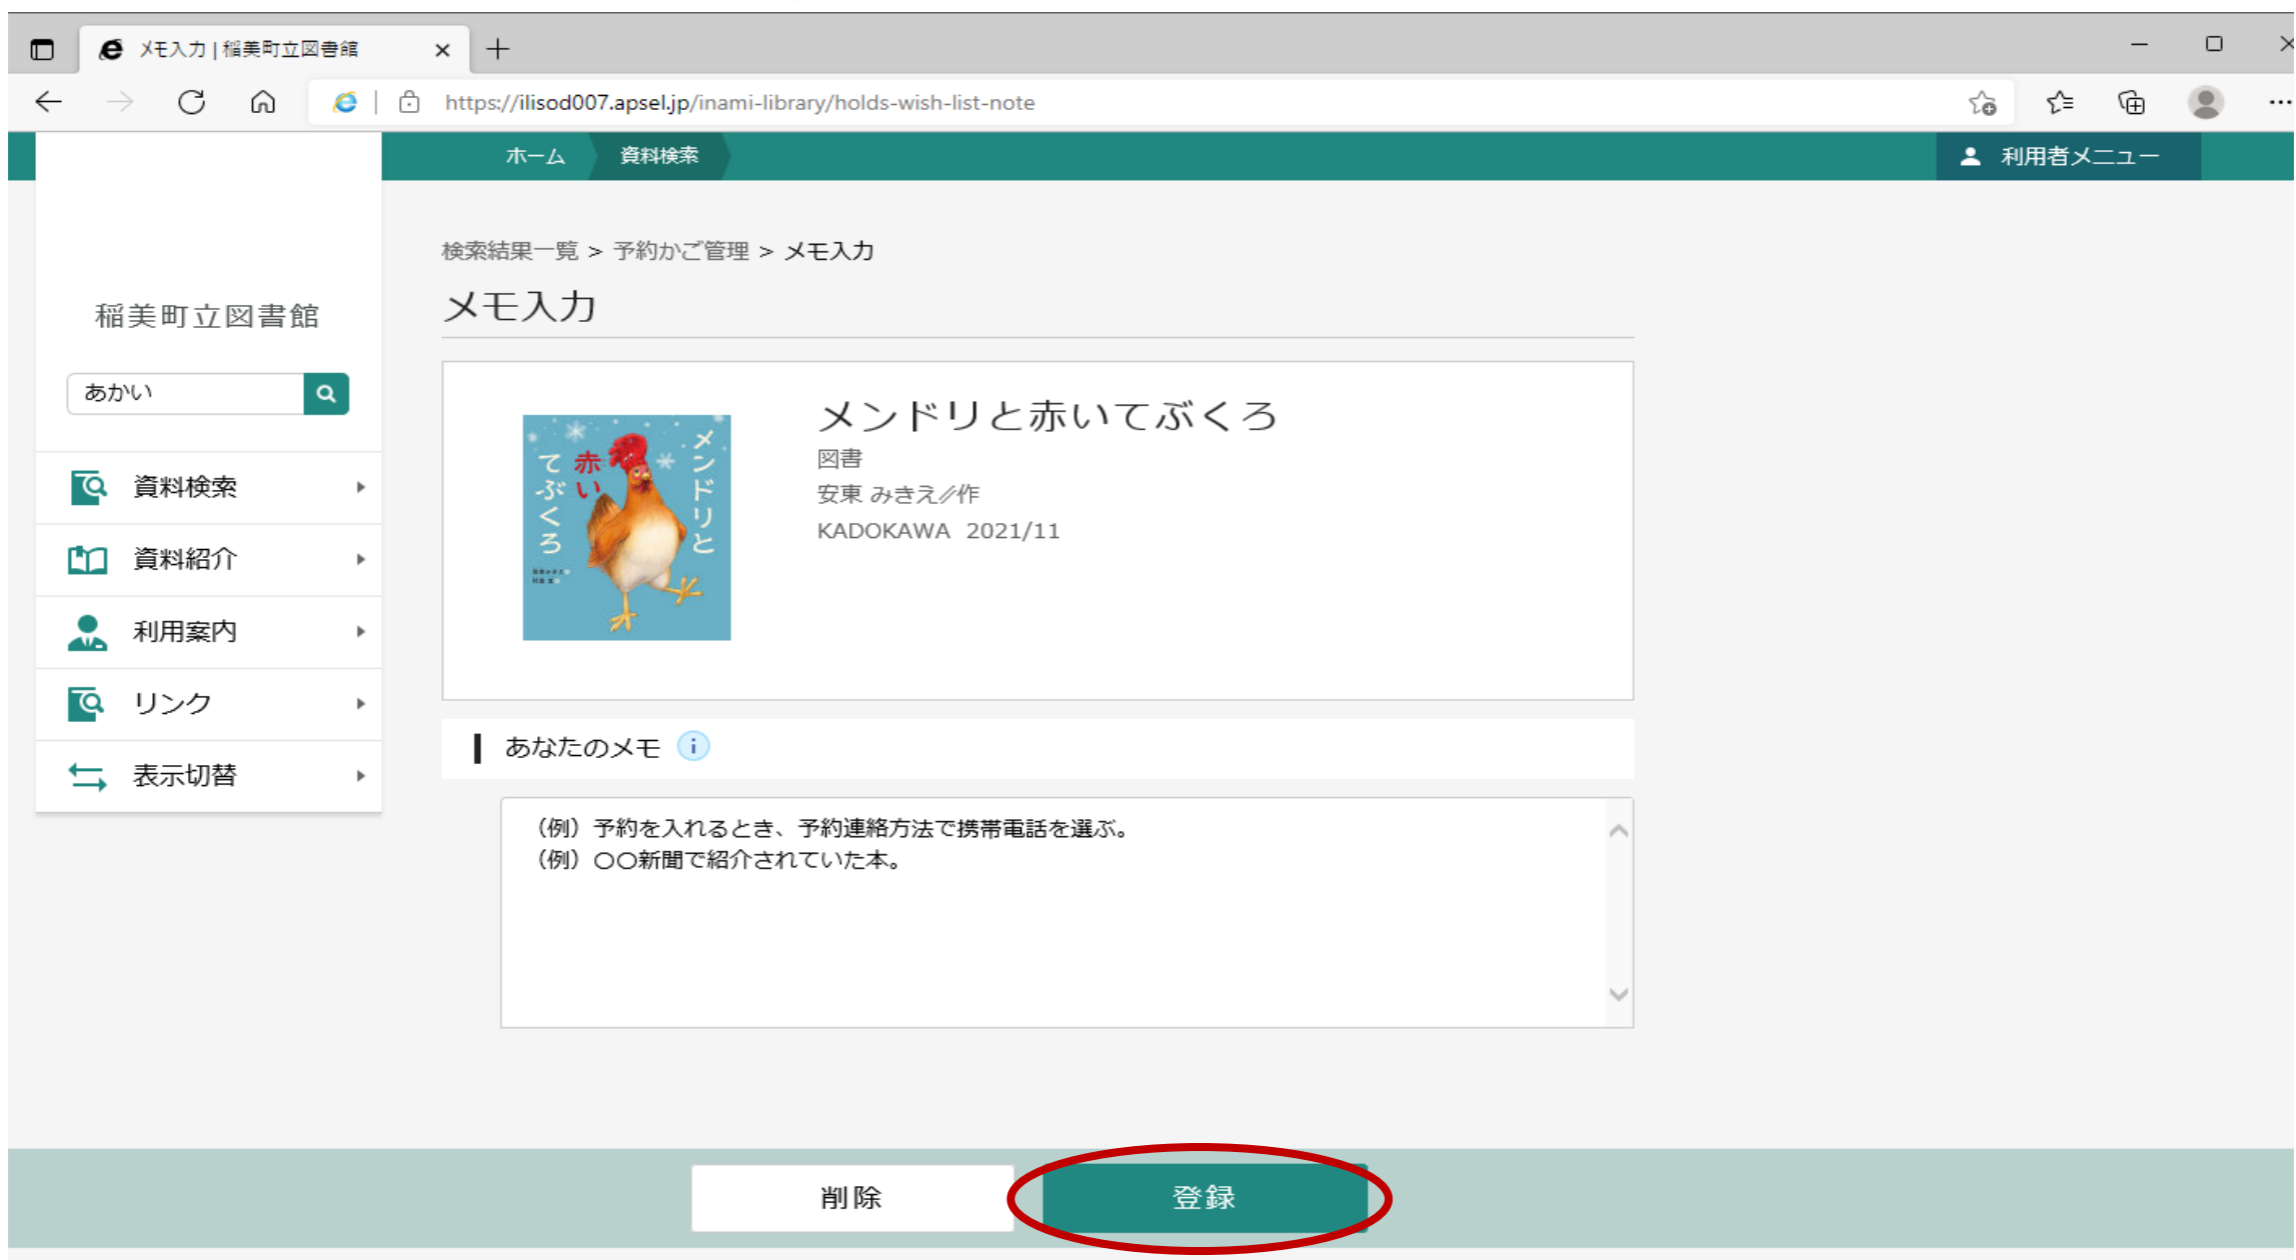 メモ入力 | 稲美町立図書館
https://ilisod007.apsel.jp/inami-library/holds-wish-list-note
ホーム
資料検索
利用者メニュー
稲美町立図書館
あかい
資料検索
資料紹介
利用案内
リンク
表示切替
検索結果一覧 > 予約かご管理 > メモ入力
メモ入力
メンドリと
赤い
てぶくろ
メンドリと赤いてぶくろ
図書
安東 みきえ∥作
KADOKAWA 2021/11
あなたのメモ
（例）予約を入れるとき、予約連絡方法で携帯電話を選ぶ。
（例）〇〇新聞で紹介されていた本。
削除
登録